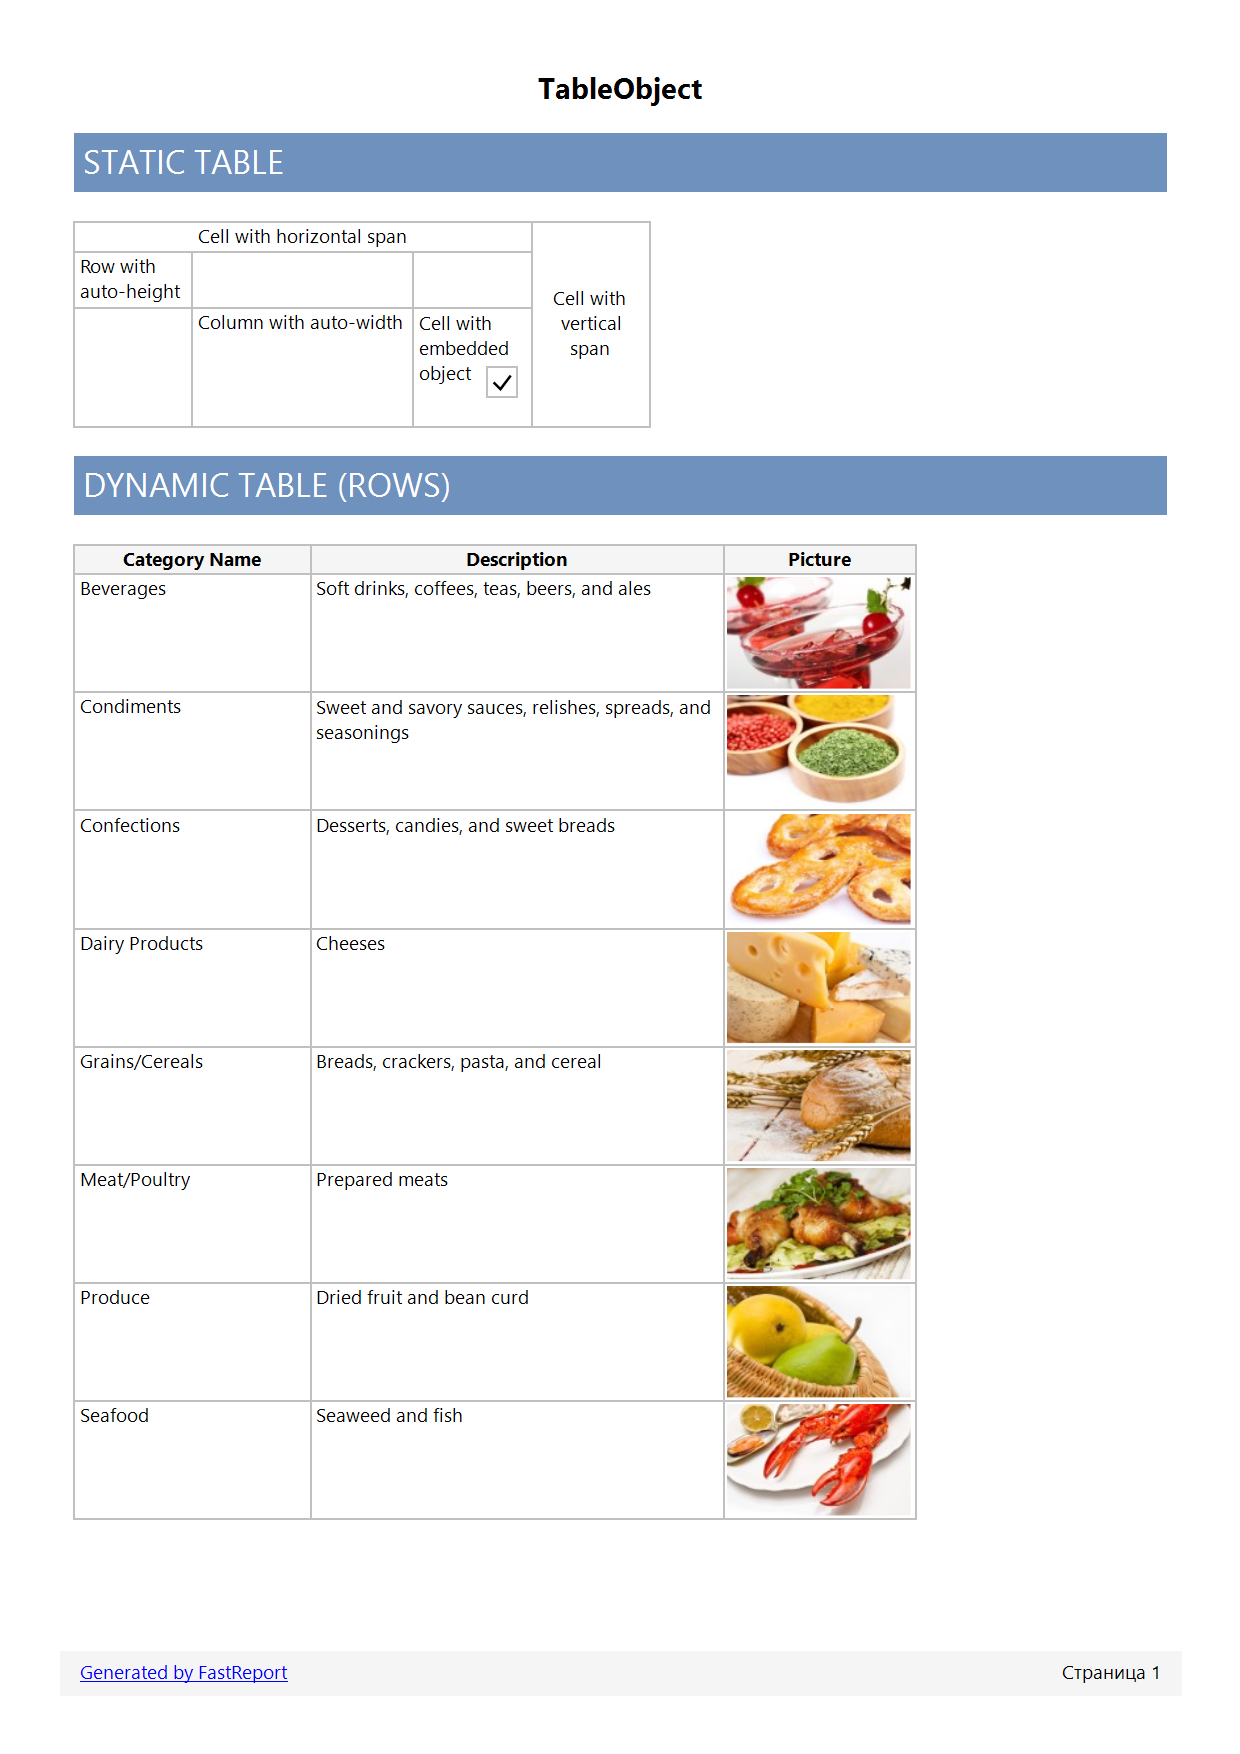 TableObject
STATIC TABLE
Cell with horizontal span
Row with
auto-height
Cell with
vertical
span
Column with auto-width
Cell with
embedded
object
DYNAMIC TABLE (ROWS)
Category Name Description Picture
Beverages Soft drinks, coffees, teas, beers, and ales
Condiments Sweet and savory sauces, relishes, spreads, and
seasonings
Confections Desserts, candies, and sweet breads
Dairy Products Cheeses
Grains/Cereals Breads, crackers, pasta, and cereal
Meat/Poultry Prepared meats
Produce Dried fruit and bean curd
Seafood Seaweed and fish
Generated by FastReport Страница 1